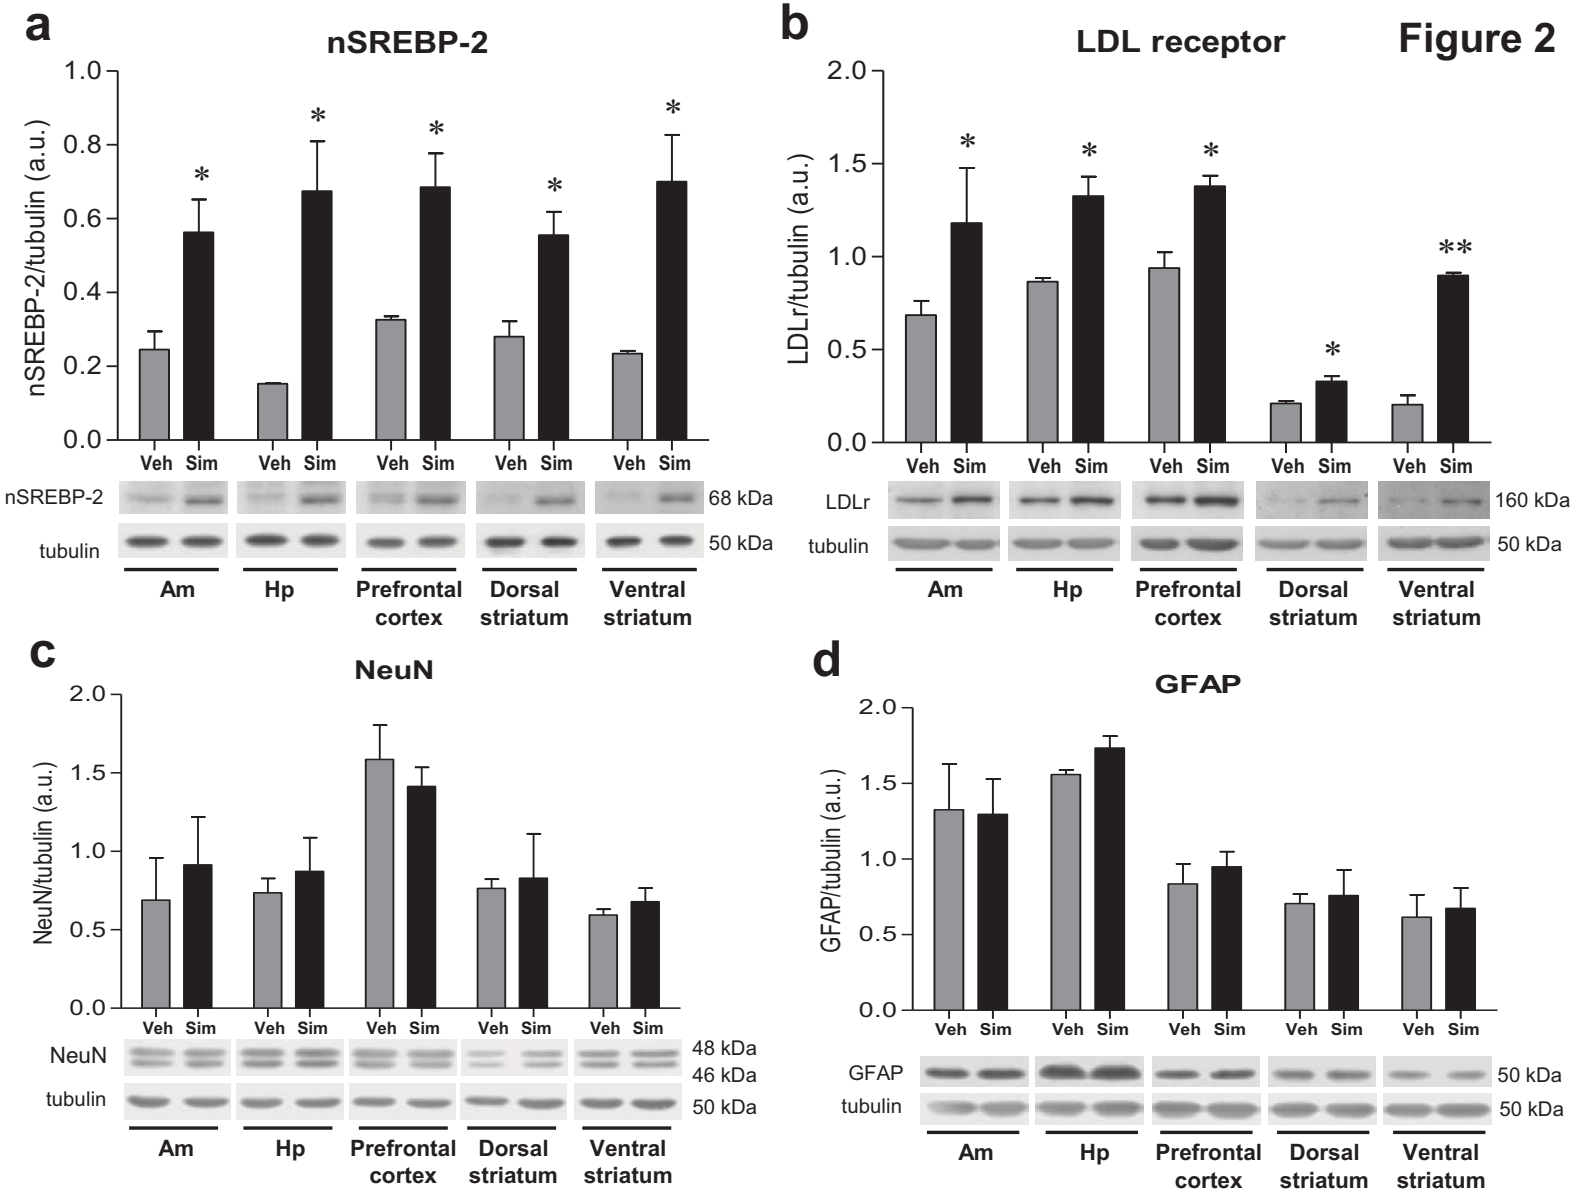 Figure 2
a
nSREBP-2
nSREBP-2/tubulin (a.u.)
1.0
0.8
0.6
0.4
0.2
0.0
* * * * *
Veh Sim Veh Sim Veh Sim Veh Sim Veh Sim
nSREBP-2 68 kDa
tubulin 50 kDa
Am Hp Prefrontal cortex Dorsal striatum Ventral striatum
b
LDL receptor
LDLr/tubulin (a.u.)
2.0
1.5
1.0
0.5
0.0
* * * * **
Veh Sim Veh Sim Veh Sim Veh Sim Veh Sim
LDLr 160 kDa
tubulin 50 kDa
Am Hp Prefrontal cortex Dorsal striatum Ventral striatum
c
NeuN
NeuN/tubulin (a.u.)
2.0
1.5
1.0
0.5
0.0
Veh Sim Veh Sim Veh Sim Veh Sim Veh Sim
NeuN 48 kDa
46 kDa
tubulin 50 kDa
Am Hp Prefrontal cortex Dorsal striatum Ventral striatum
d
GFAP
GFAP/tubulin (a.u.)
2.0
1.5
1.0
0.5
0.0
Veh Sim Veh Sim Veh Sim Veh Sim Veh Sim
GFAP 50 kDa
tubulin 50 kDa
Am Hp Prefrontal cortex Dorsal striatum Ventral striatum